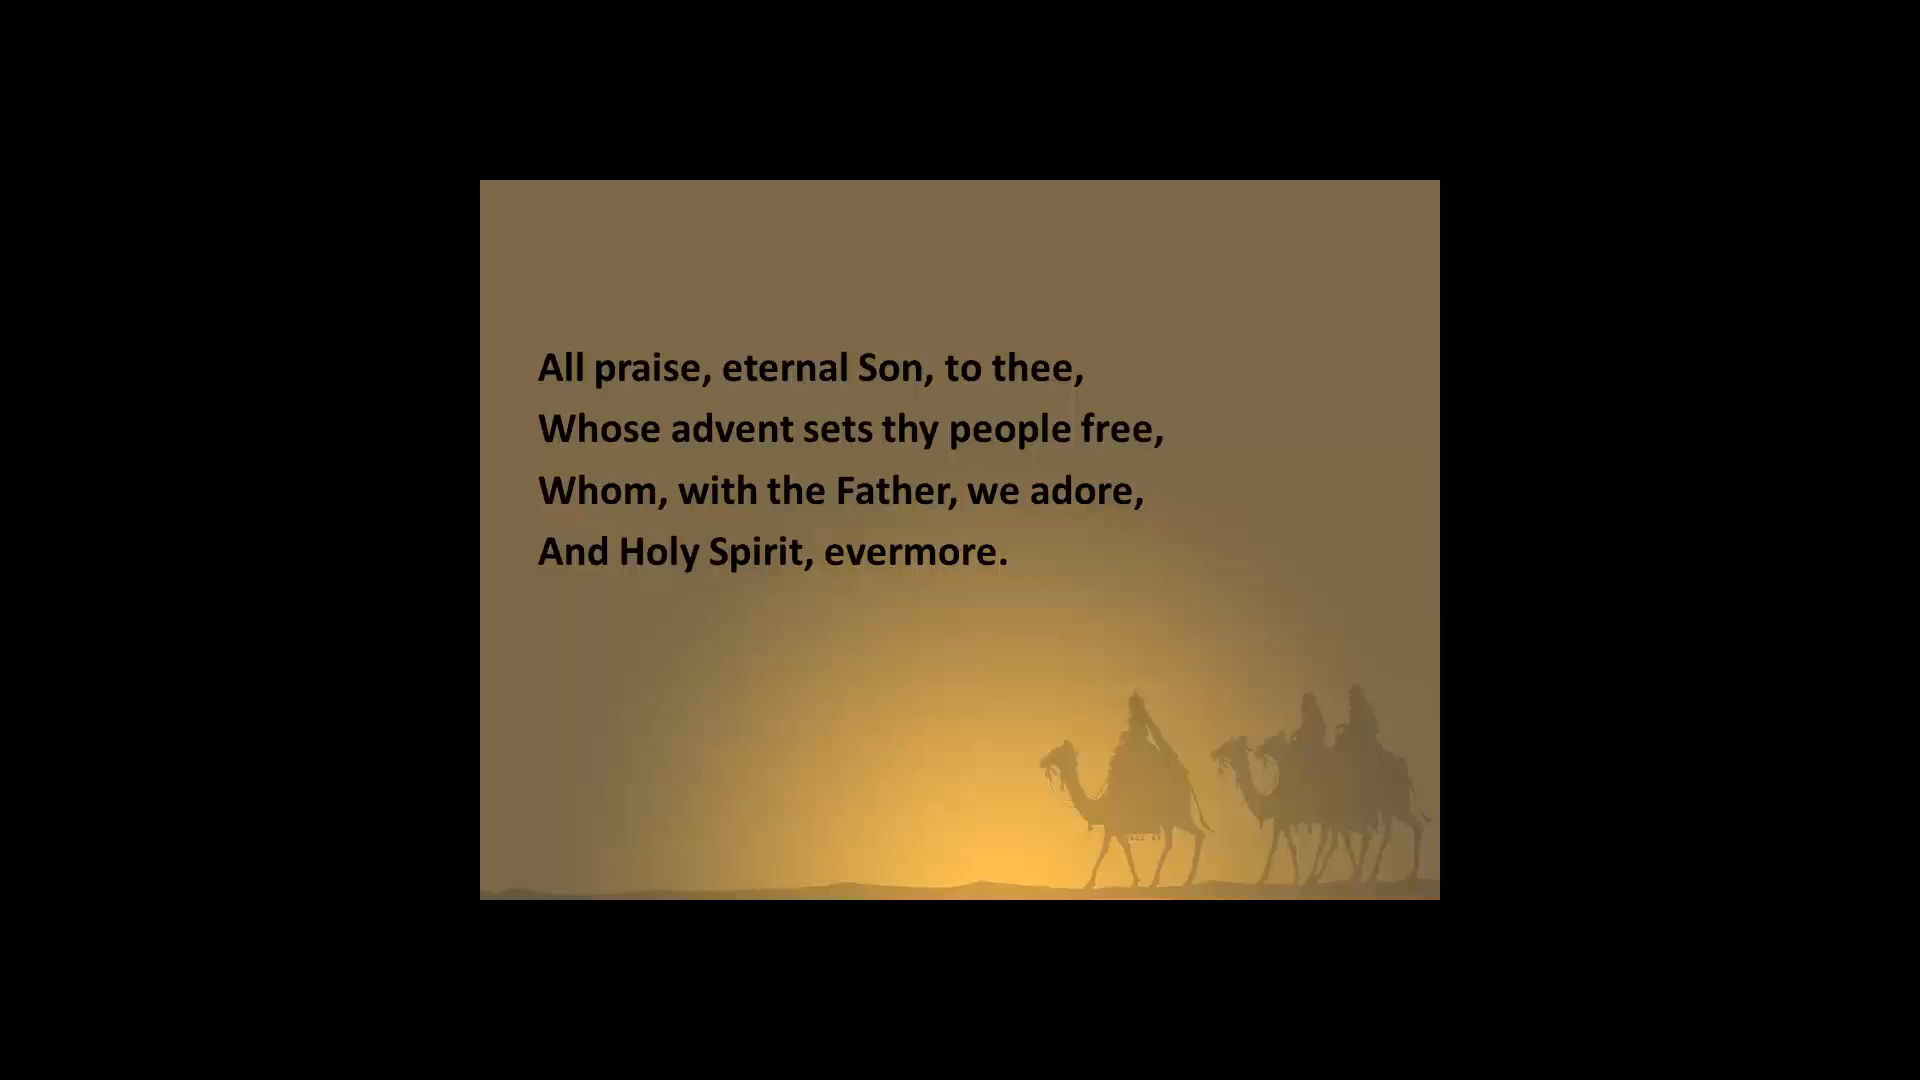 All praise, eternal Son, to thee,
Whose advent sets thy people free,
Whom, with the Father, we adore,
And Holy Spirit, evermore.